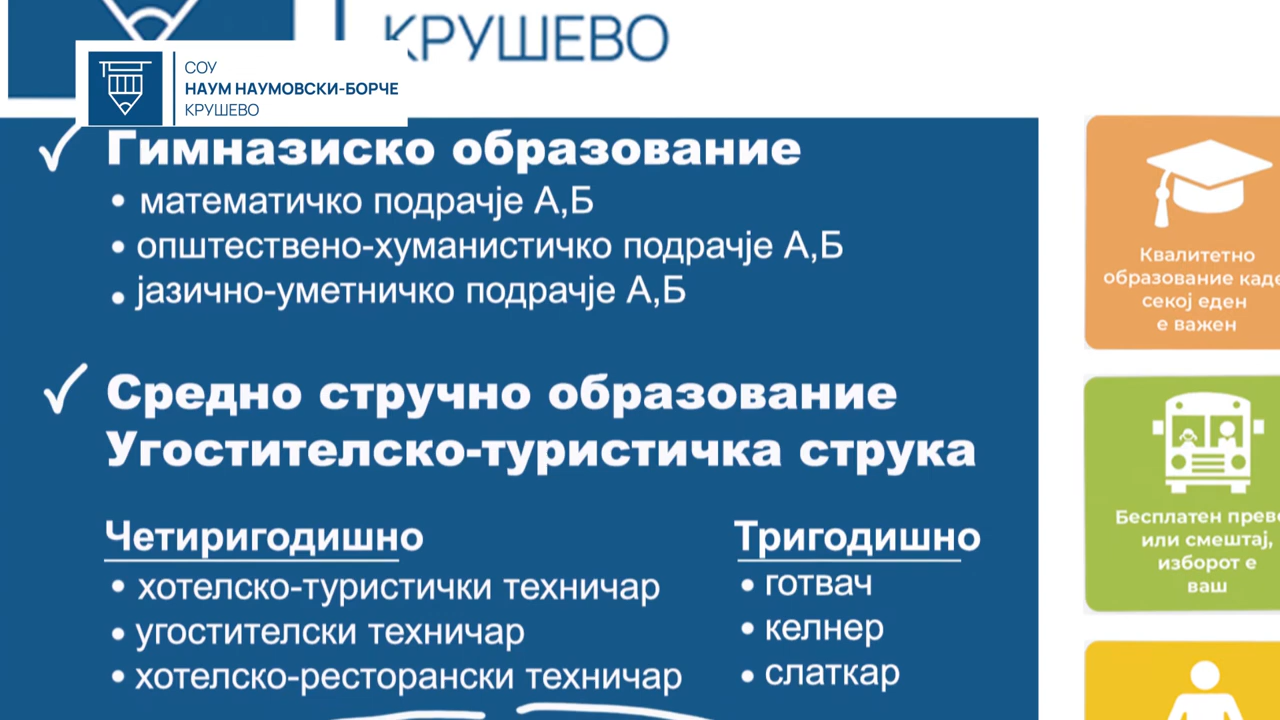 КРУШЕВО
СОУ
НАУМ НАУМОВСКИ-БОРЧЕ
КРУШЕВО
Гимназиско образование
• математичко подрачје А,Б
• општествено-хуманистичко подрачје А,Б
• јазично-уметничко подрачје А,Б
Средно стручно образование
Угостителско-туристичка струка
Четиригодишно
• хотелско-туристички техничар
• угостителски техничар
• хотелско-ресторански техничар
Тригодишно
• готвач
• келнер
• слаткар
Квалитетно
образование каде
секој еден
е важен
Бесплатен
или смештај,
изборот е
ваш